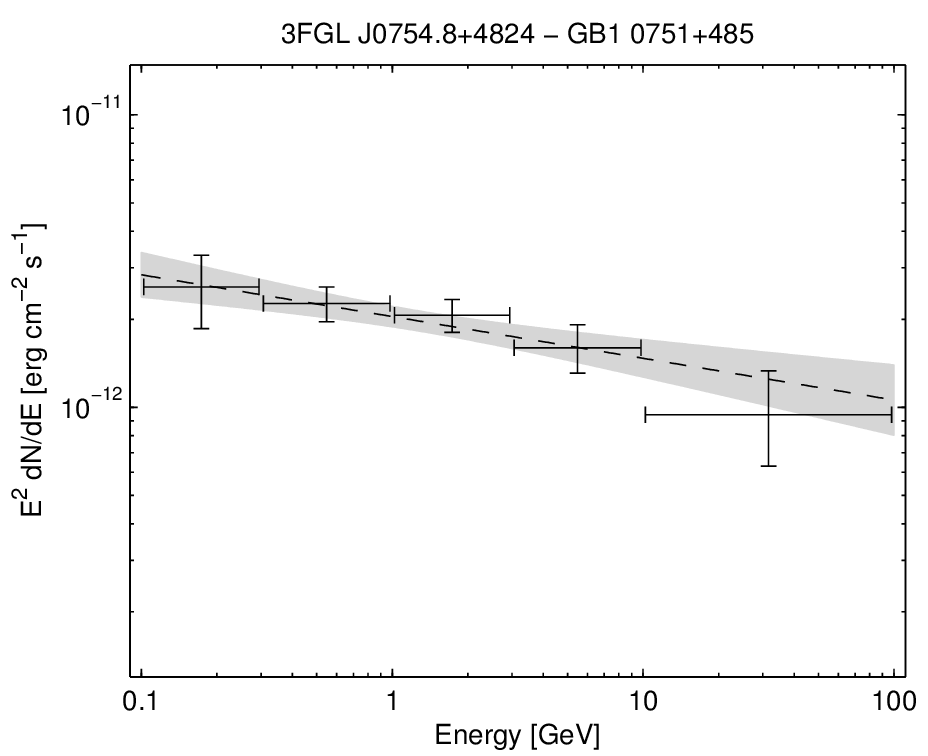 3FGL J0754.8+4824 − GB1 0751+485
E² dN/dE [erg cm⁻² s⁻¹]
10⁻¹¹
10⁻¹²
0.1 1 10 100
Energy [GeV]